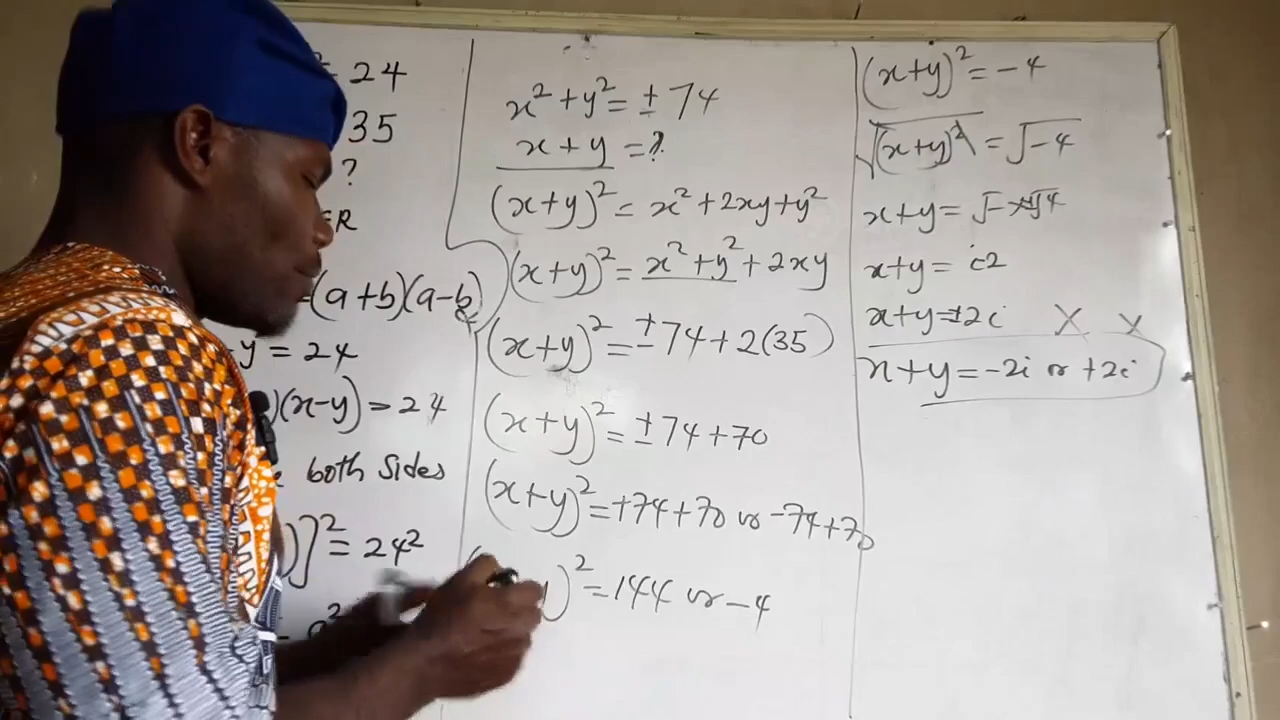 = 24
35
?
ER
(a+b)(a-b)
y = 24
)(x-y) = 24
both Sides
)]² = 24²
x² + y² = ± 74
x + y = ?
(x+y)² = x² + 2xy + y²
(x+y)² = x² + y² + 2xy
(x+y)² = ±74 + 2(35)
(x+y)² = ±74 + 70
(x+y)² = +74 + 70 or -74 + 70
)² = 144 or -4
(x+y)² = -4
√(x+y)² = √-4
x+y = √- × √4
x+y = i2
x+y = ±2i
x+y = -2i or +2i